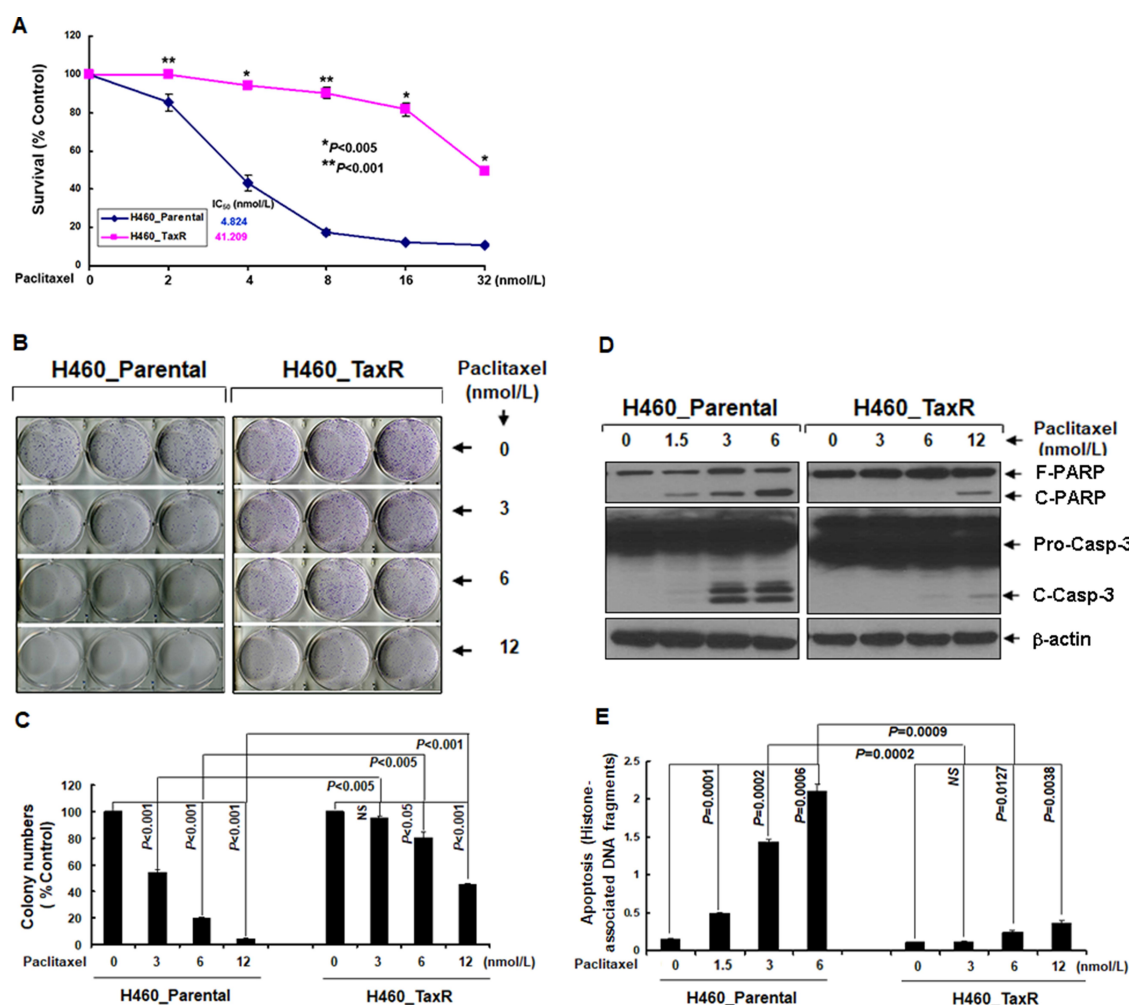 A
120
100
80
60
40
20
0
Survival (% Control)
** * ** * *
*P<0.005
**P<0.001
IC50 (nmol/L)
H460_Parental 4.824
H460_TaxR 41.209
Paclitaxel 0 2 4 8 16 32 (nmol/L)
B
H460_Parental H460_TaxR Paclitaxel
(nmol/L)
0
3
6
12
C
P<0.001
P<0.005
P<0.005
120
100
80
60
40
20
0
Colony numbers
( %Control)
P<0.001 P<0.001 P<0.001 NS P<0.05 P<0.001
Paclitaxel 0 3 6 12 0 3 6 12 (nmol/L)
H460_Parental H460_TaxR
D
H460_Parental H460_TaxR
0 1.5 3 6 0 3 6 12 Paclitaxel
(nmol/L)
F-PARP
C-PARP
Pro-Casp-3
C-Casp-3
β-actin
E
P=0.0009
P=0.0002
2.5
2
1.5
1
0.5
0
Apoptosis (Histone-
associated DNA fragments)
P=0.0001 P=0.0002 P=0.0006 NS P=0.0127 P=0.0038
Paclitaxel 0 1.5 3 6 0 3 6 12 (nmol/L)
H460_Parental H460_TaxR